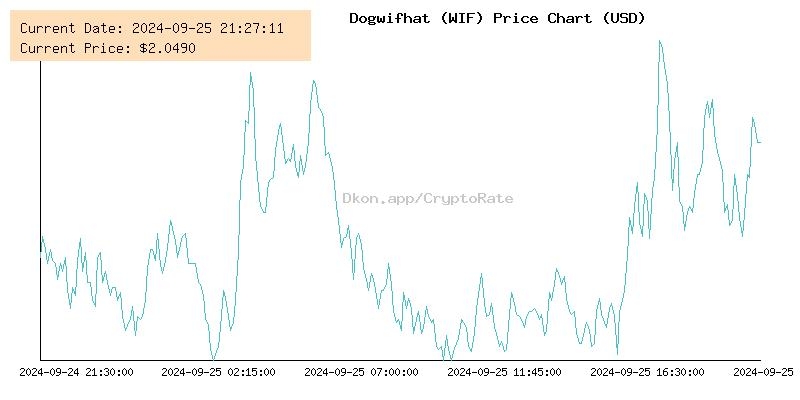 Dogwifhat (WIF) Price Chart (USD)
Current Date: 2024-09-25 21:27:11
Current Price: $2.0490
Dkon.app/CryptoRate
2024-09-24 21:30:00 2024-09-25 02:15:00 2024-09-25 07:00:00 2024-09-25 11:45:00 2024-09-25 16:30:00 2024-09-25